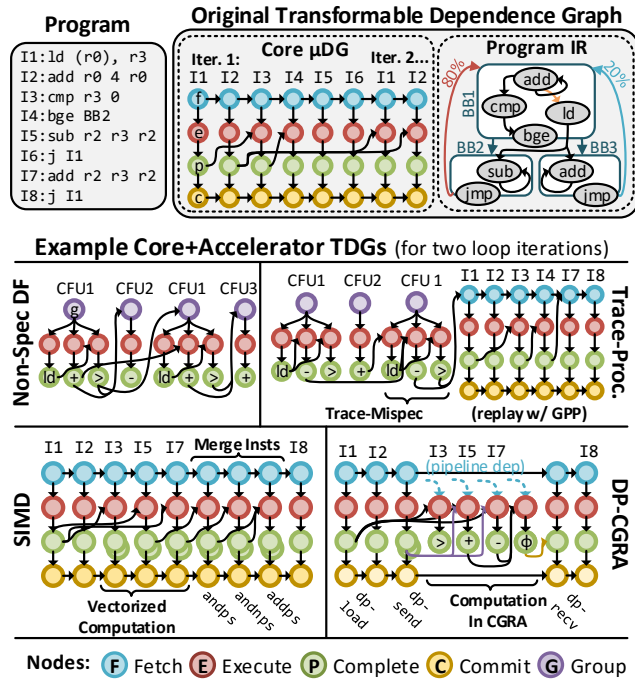 Program
I1:ld (r0), r3
I2:add r0 4 r0
I3:cmp r3 0
I4:bge BB2
I5:sub r2 r3 r2
I6:j I1
I7:add r2 r3 r2
I8:j I1
Original Transformable Dependence Graph
Core µDG
Iter. 1: Iter. 2...
I1 I2 I3 I4 I5 I6 I1 I2
f
e
p
c
Program IR
80%
20%
BB1
add
cmp
ld
bge
BB2
BB3
sub
add
jmp
jmp
Example Core+Accelerator TDGs (for two loop iterations)
Non-Spec DF
CFU1 CFU2 CFU1 CFU3
g
ld + > - ld + > +
Trace-Proc.
CFU1 CFU2 CFU 1
I1 I2 I3 I4 I7 I8
ld - > + ld - >
Trace-Mispec
(replay w/ GPP)
SIMD
Merge Insts
I1 I2 I3 I5 I7 I8
Vectorized
Computation
andps
andnps
addps
DP-CGRA
I1 I2 I3 I5 I7 I8
(pipeline dep)
> + - ϕ
dp-
load
dp-
send
Computation
In CGRA
dp-
recv
Nodes: F Fetch E Execute P Complete C Commit G Group